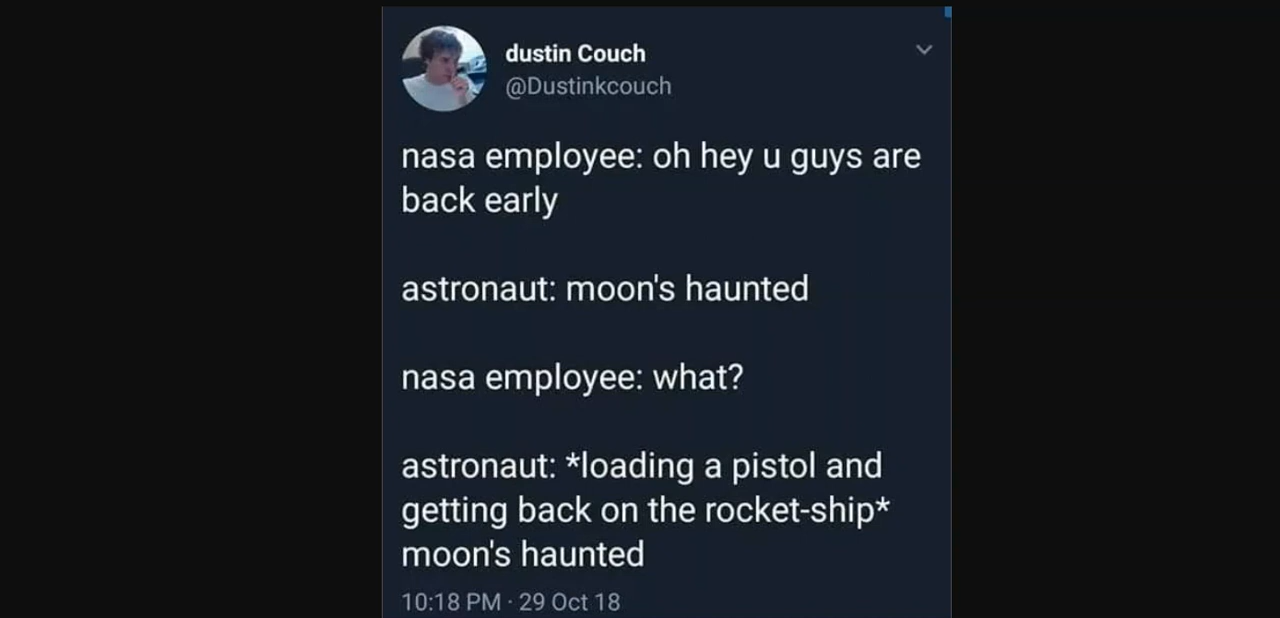 dustin Couch
@Dustinkcouch
nasa employee: oh hey u guys are
back early
astronaut: moon's haunted
nasa employee: what?
astronaut: *loading a pistol and
getting back on the rocket-ship*
moon's haunted
10:18 PM · 29 Oct 18